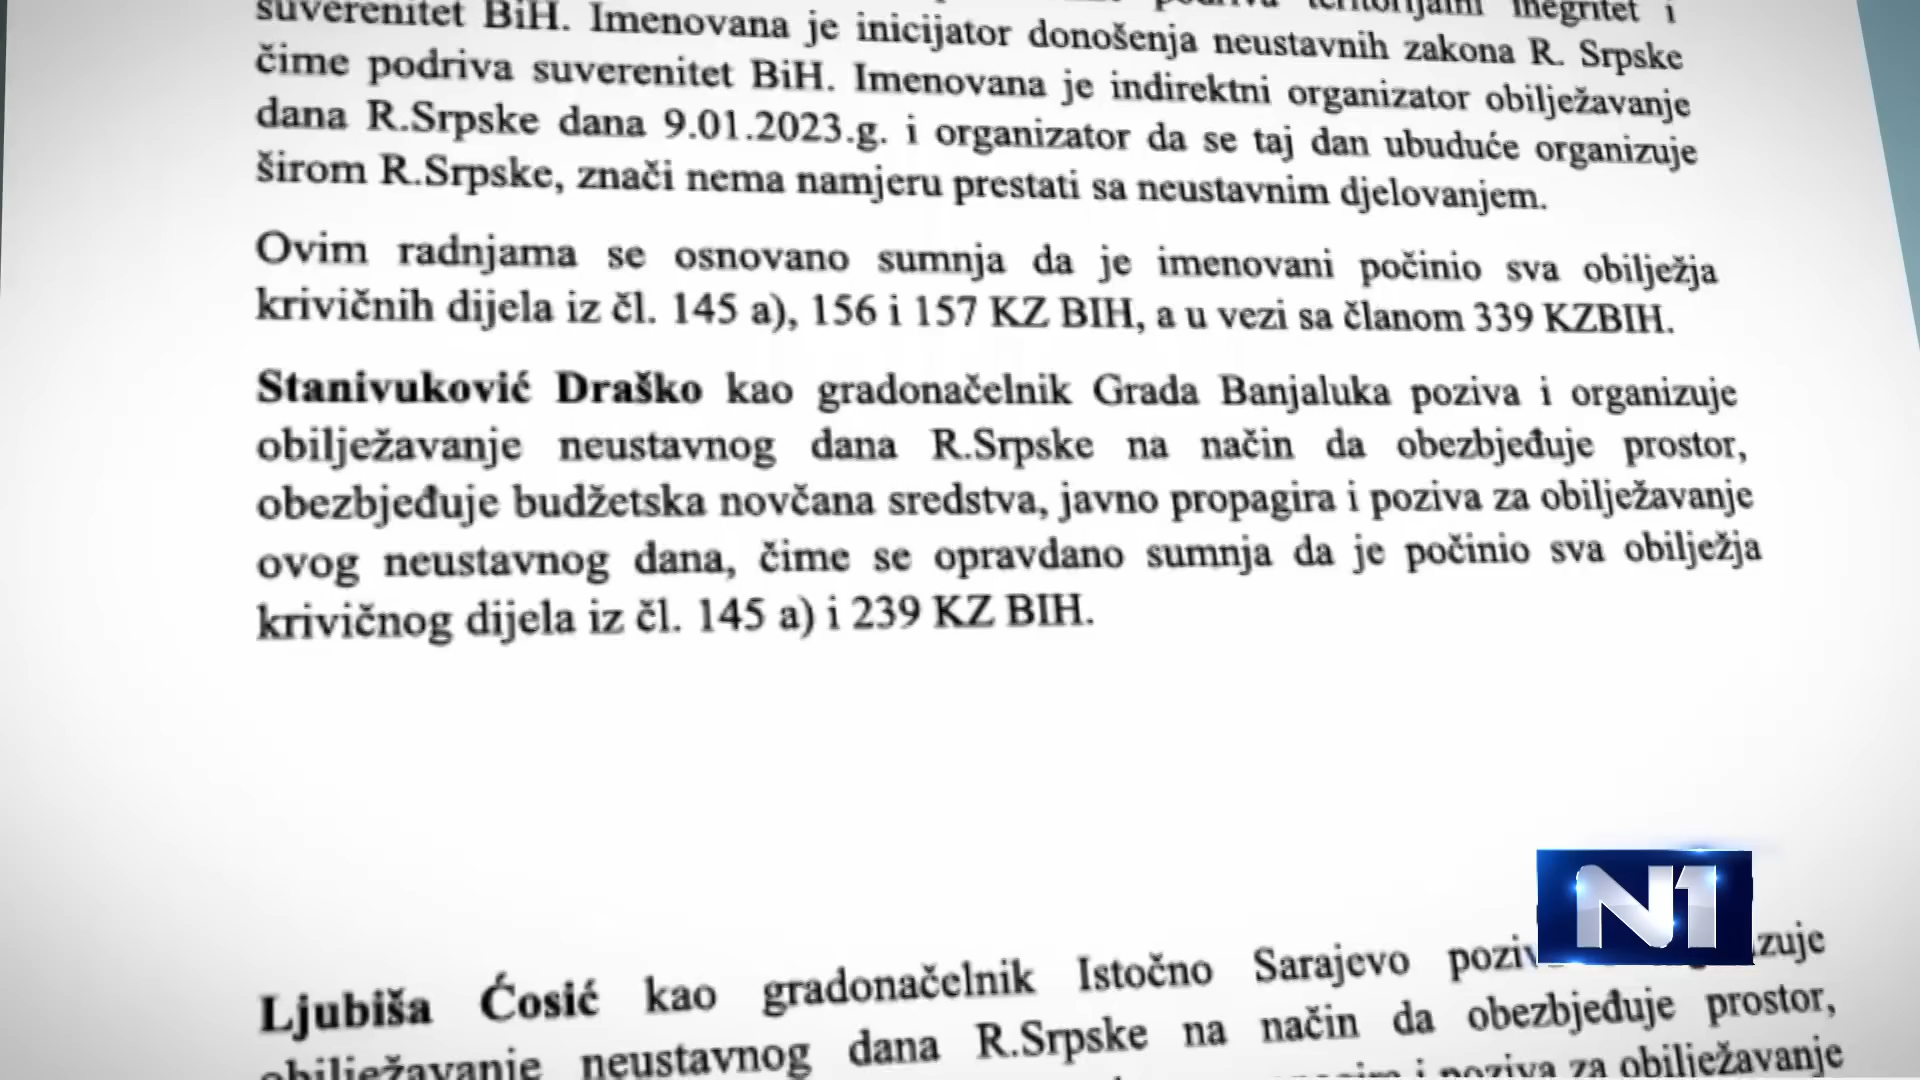 suverenitet BiH. Imenovana je inicijator donošenja neustavnih zakona R. Srpske
teritorijalni integritet i
čime podriva suverenitet BiH. Imenovana je indirektni organizator obilježavanje
dana R.Srpske dana 9.01.2023.g. i organizator da se taj dan ubuduće organizuje
širom R.Srpske, znači nema namjeru prestati sa neustavnim djelovanjem.
Ovim radnjama se osnovano sumnja da je imenovani počinio sva obilježja
krivičnih dijela iz čl. 145 a), 156 i 157 KZ BIH, a u vezi sa članom 339 KZBIH.
Stanivuković Draško kao gradonačelnik Grada Banjaluka poziva i organizuje
obilježavanje neustavnog dana R.Srpske na način da obezbjeđuje prostor,
obezbjeđuje budžetska novčana sredstva, javno propagira i poziva za obilježavanje
ovog neustavnog dana, čime se opravdano sumnja da je počinio sva obilježja
krivičnog dijela iz čl. 145 a) i 239 KZ BIH.
N1
Ljubiša Ćosić kao gradonačelnik Istočno Sarajevo
obilježavanje neustavnog dana R.Srpske na način da obezbjeđuje prostor,
i poziva za obilježavanje